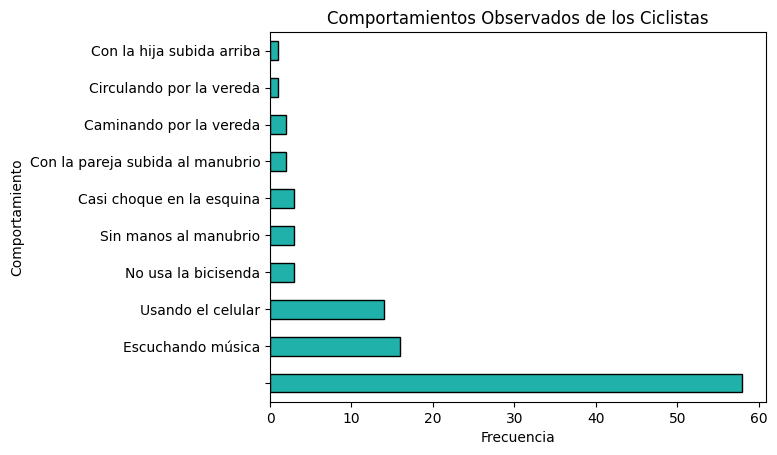 Comportamientos Observados de los Ciclistas
Con la hija subida arriba
Circulando por la vereda
Caminando por la vereda
Con la pareja subida al manubrio
Casi choque en la esquina
Sin manos al manubrio
No usa la bicisenda
Usando el celular
Escuchando música
Comportamiento
0 10 20 30 40 50 60
Frecuencia